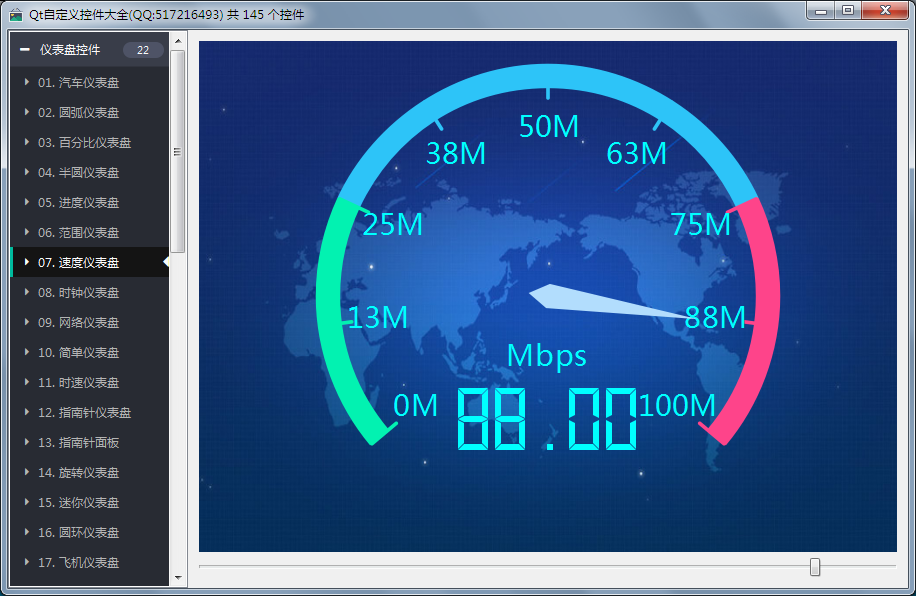 Qt自定义控件大全(QQ:517216493) 共 145 个控件
仪表盘控件 22
01. 汽车仪表盘
02. 圆弧仪表盘
03. 百分比仪表盘
04. 半圆仪表盘
05. 进度仪表盘
06. 范围仪表盘
07. 速度仪表盘
08. 时钟仪表盘
09. 网络仪表盘
10. 简单仪表盘
11. 时速仪表盘
12. 指南针仪表盘
13. 指南针面板
14. 旋转仪表盘
15. 迷你仪表盘
16. 圆环仪表盘
17. 飞机仪表盘
50M
38M 63M
25M 75M
13M 88M
Mbps
0M 88.00 100M